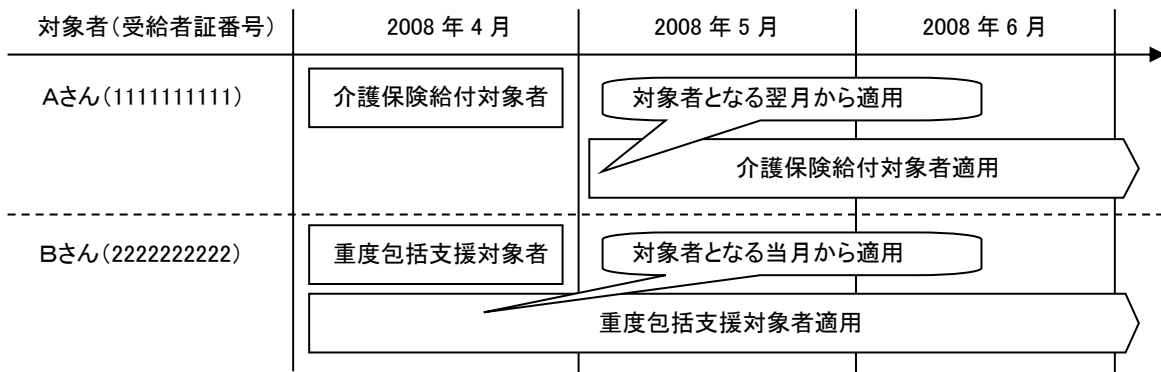 対象者（受給者証番号） 2008 年 4 月 2008 年 5 月 2008 年 6 月
Aさん（1111111111） 介護保険給付対象者 対象者となる翌月から適用
介護保険給付対象者適用
Bさん（2222222222） 重度包括支援対象者 対象者となる当月から適用
重度包括支援対象者適用